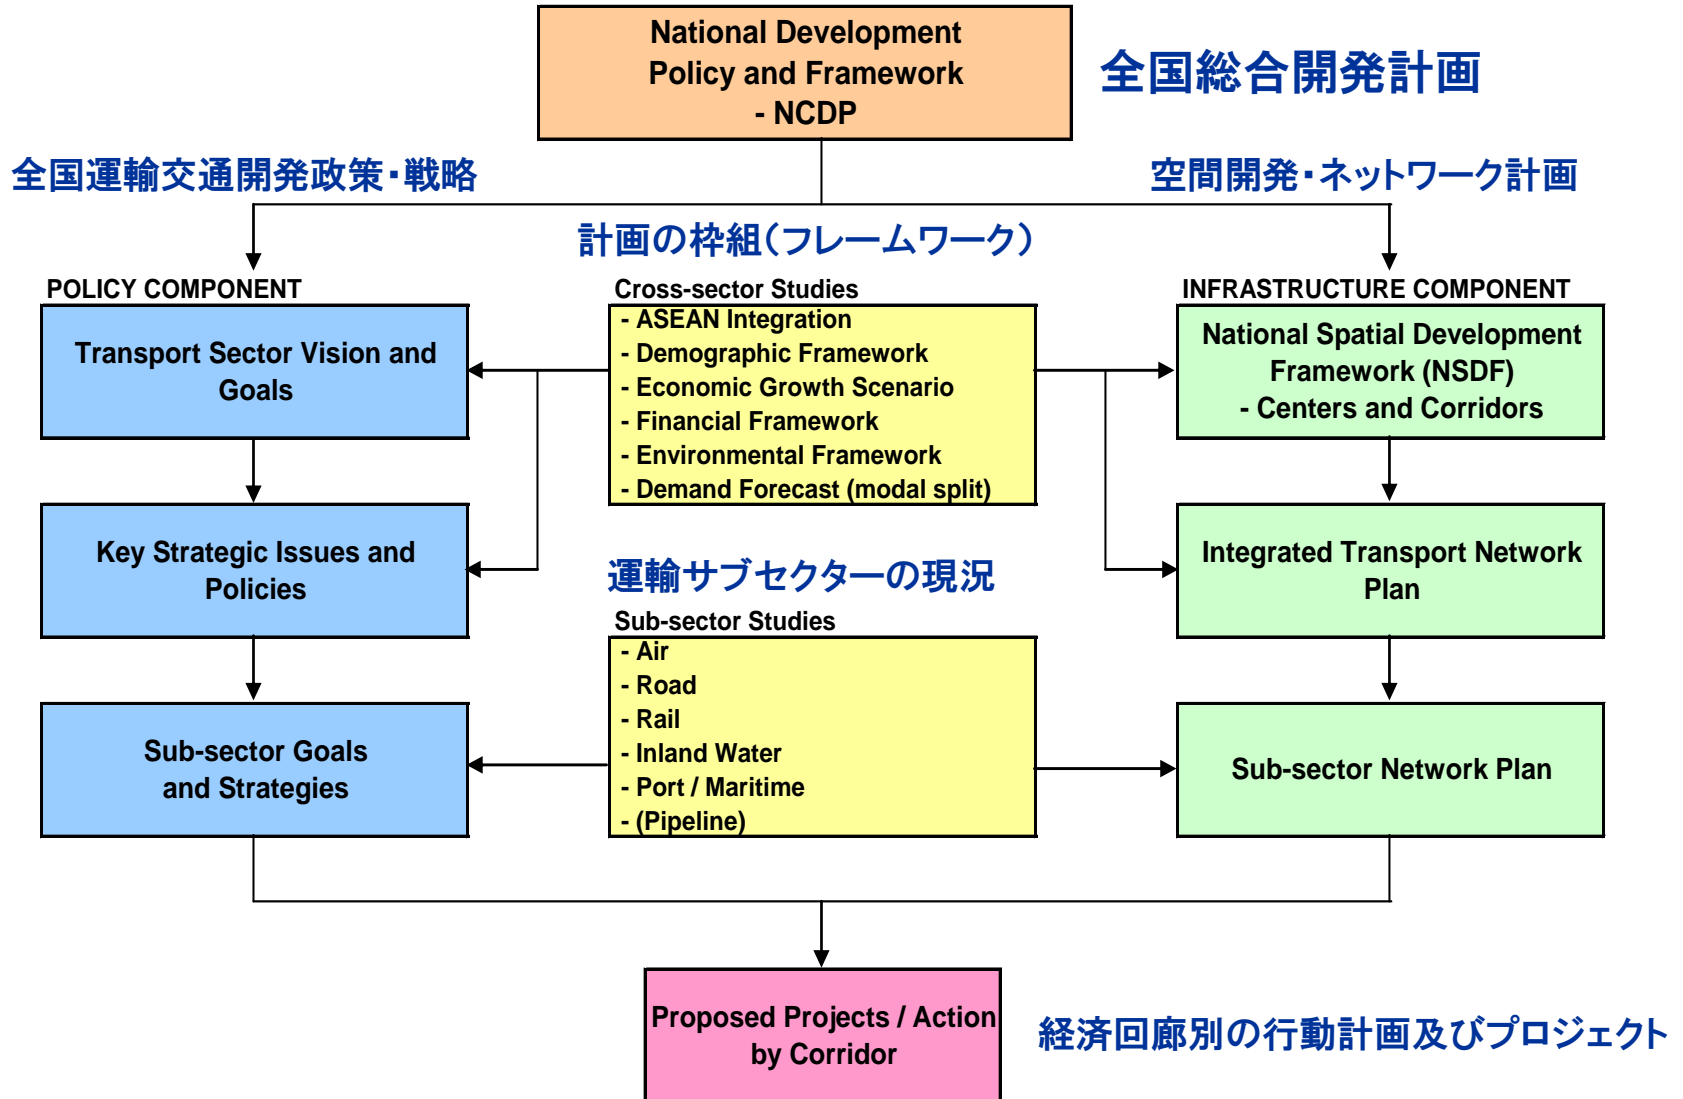 National Development
Policy and Framework
- NCDP
全国総合開発計画
全国運輸交通開発政策・戦略
空間開発・ネットワーク計画
計画の枠組(フレームワーク)
POLICY COMPONENT
Transport Sector Vision and
Goals
Key Strategic Issues and
Policies
Sub-sector Goals
and Strategies
Cross-sector Studies
- ASEAN Integration
- Demographic Framework
- Economic Growth Scenario
- Financial Framework
- Environmental Framework
- Demand Forecast (modal split)
運輸サブセクターの現況
Sub-sector Studies
- Air
- Road
- Rail
- Inland Water
- Port / Maritime
- (Pipeline)
INFRASTRUCTURE COMPONENT
National Spatial Development
Framework (NSDF)
- Centers and Corridors
Integrated Transport Network
Plan
Sub-sector Network Plan
Proposed Projects / Action
by Corridor
経済回廊別の行動計画及びプロジェクト